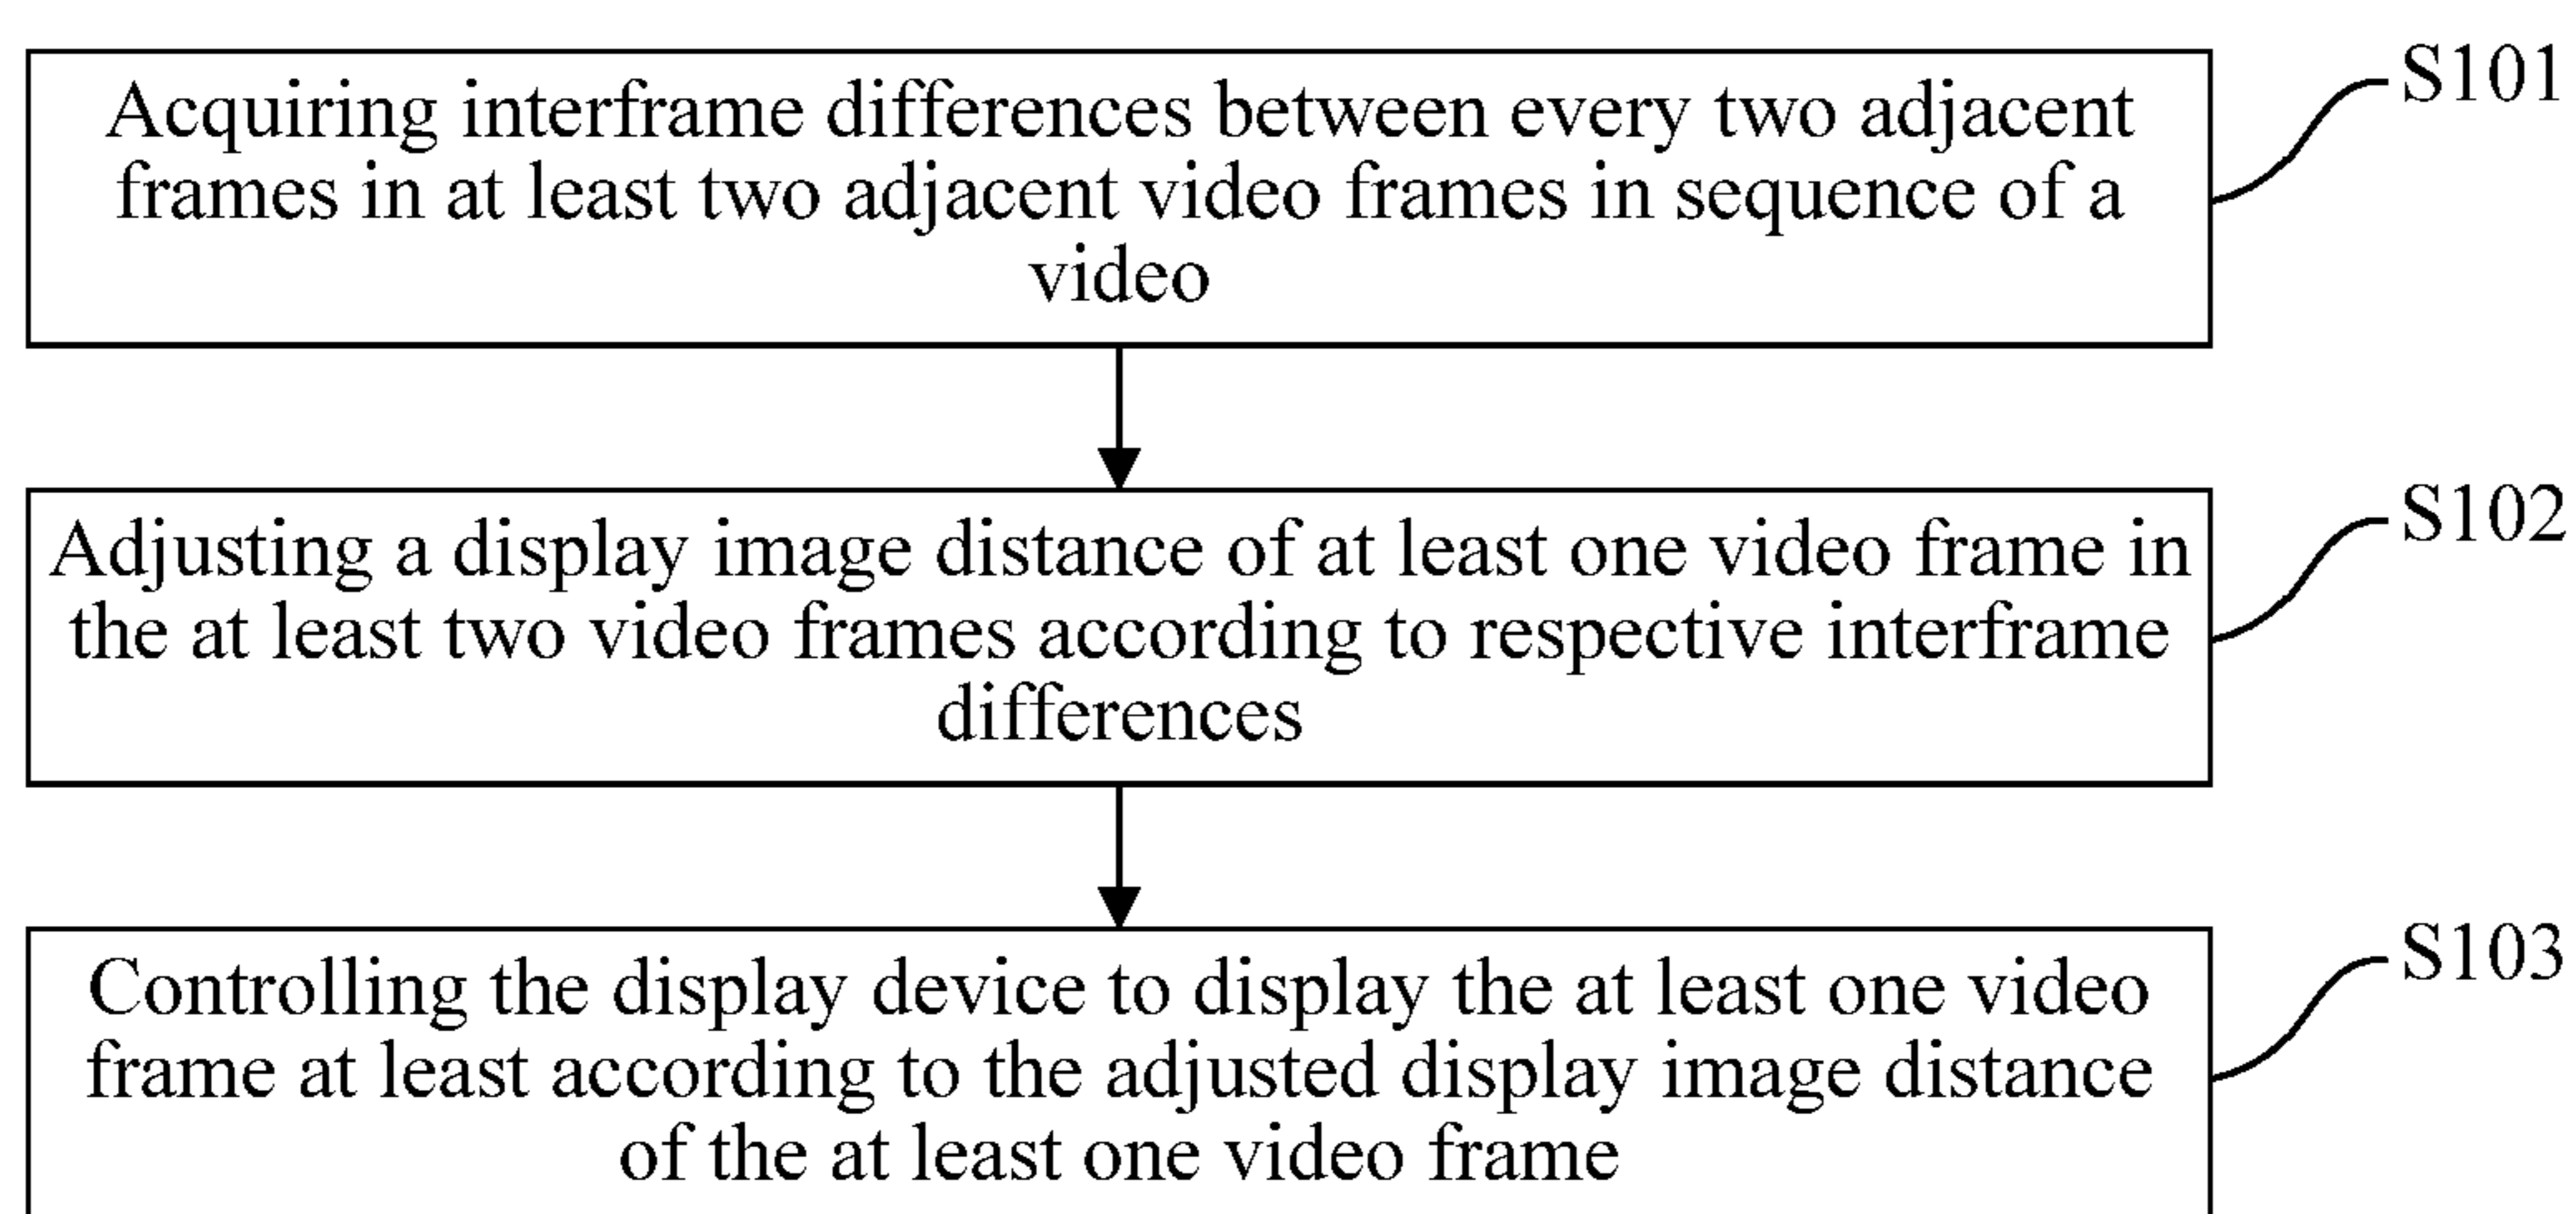 Acquiring interframe differences between every two adjacent
frames in at least two adjacent video frames in sequence of a
video
S101
Adjusting a display image distance of at least one video frame in
the at least two video frames according to respective interframe
differences
S102
Controlling the display device to display the at least one video
frame at least according to the adjusted display image distance
of the at least one video frame
S103